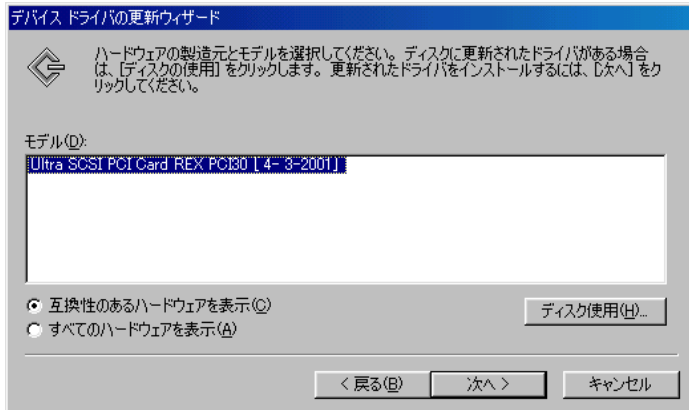 デバイス ドライバの更新ウィザード
ハードウェアの製造元とモデルを選択してください。ディスクに更新されたドライバがある場合
は、[ディスクの使用] をクリックします。更新されたドライバをインストールするには、[次へ] をク
リックしてください。
モデル(D):
Ultra SCSI PCI Card REX PCI30 [ 4- 3-2001]
互換性のあるハードウェアを表示(C)
すべてのハードウェアを表示(A)
ディスク使用(H)...
< 戻る(B)
次へ >
キャンセル